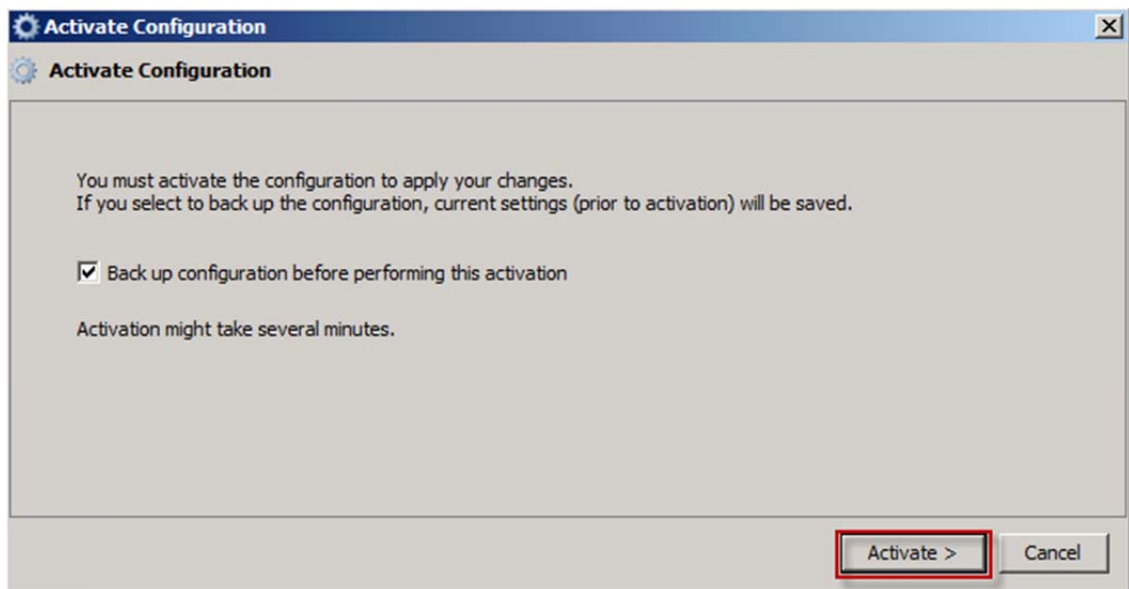 Activate Configuration
Activate Configuration
You must activate the configuration to apply your changes.
If you select to back up the configuration, current settings (prior to activation) will be saved.
Back up configuration before performing this activation
Activation might take several minutes.
Activate > Cancel